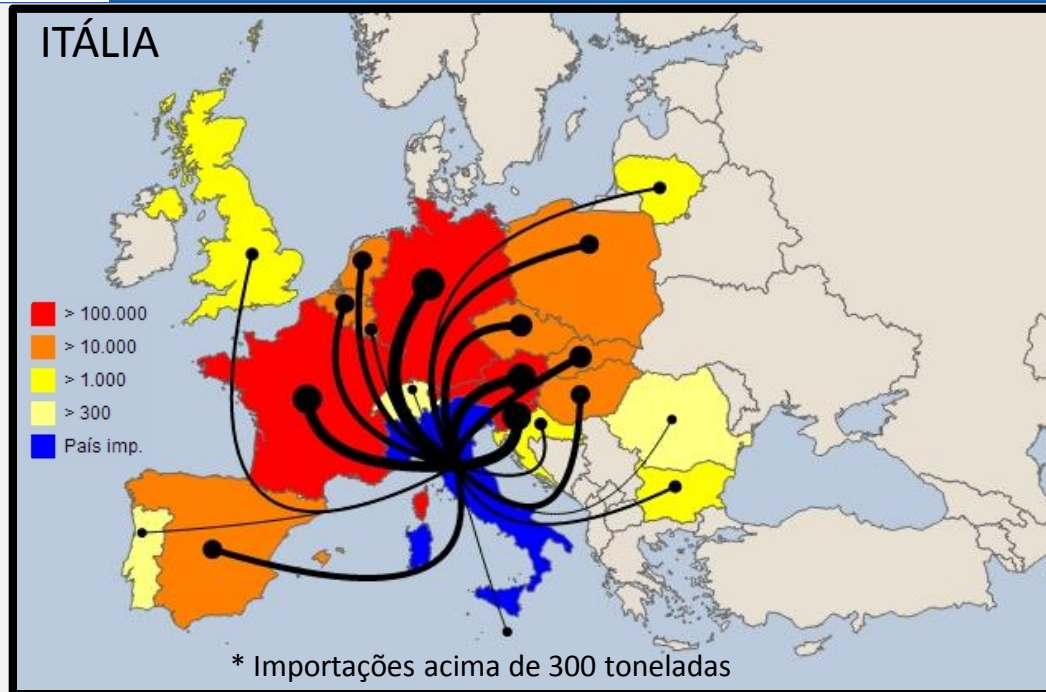 ITÁLIA
> 100.000
> 10.000
> 1.000
> 300
País imp.
* Importações acima de 300 toneladas